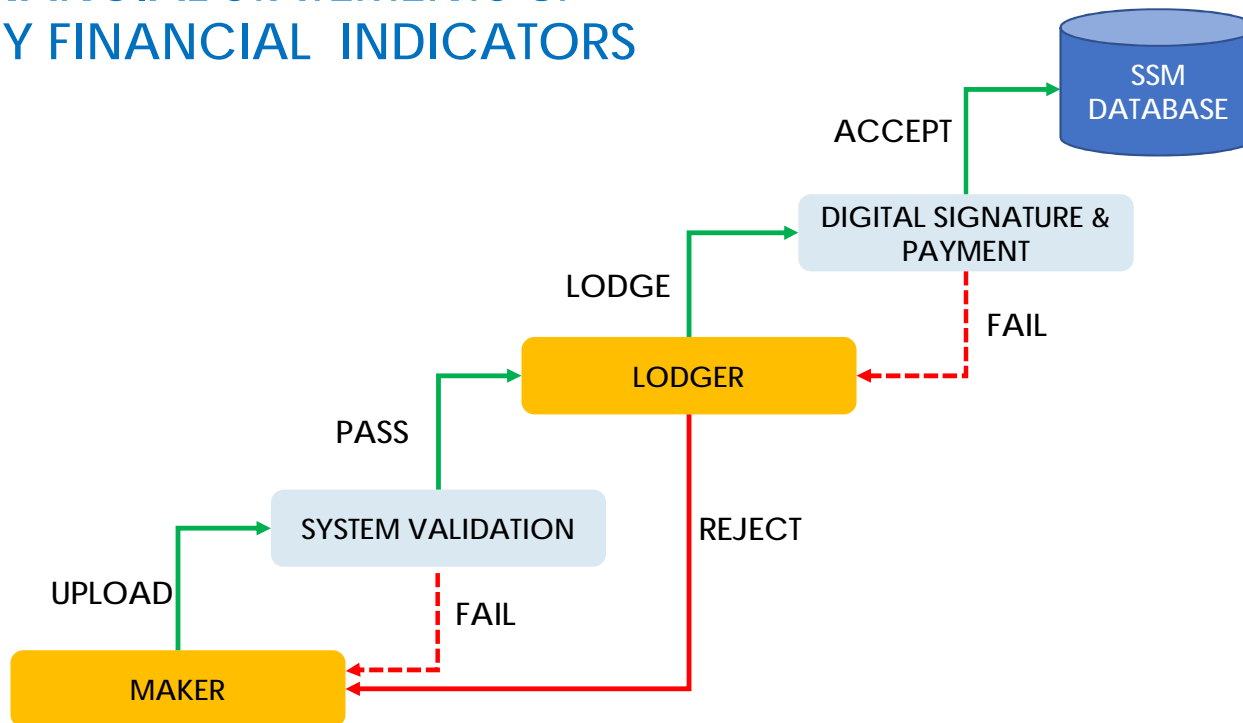 Y FINANCIAL INDICATORS
SSM
DATABASE
ACCEPT
DIGITAL SIGNATURE &
PAYMENT
LODGE
FAIL
LODGER
PASS
SYSTEM VALIDATION
REJECT
UPLOAD
FAIL
MAKER